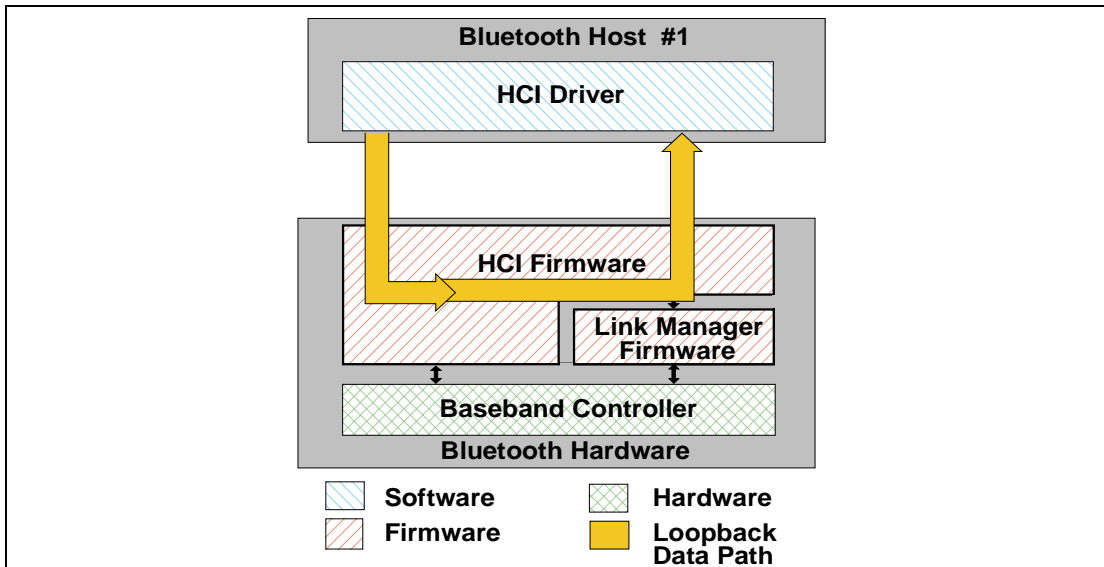 Bluetooth Host #1
HCI Driver
HCI Firmware
Link Manager
Firmware
Baseband Controller
Bluetooth Hardware
Software
Hardware
Firmware
Loopback
Data Path